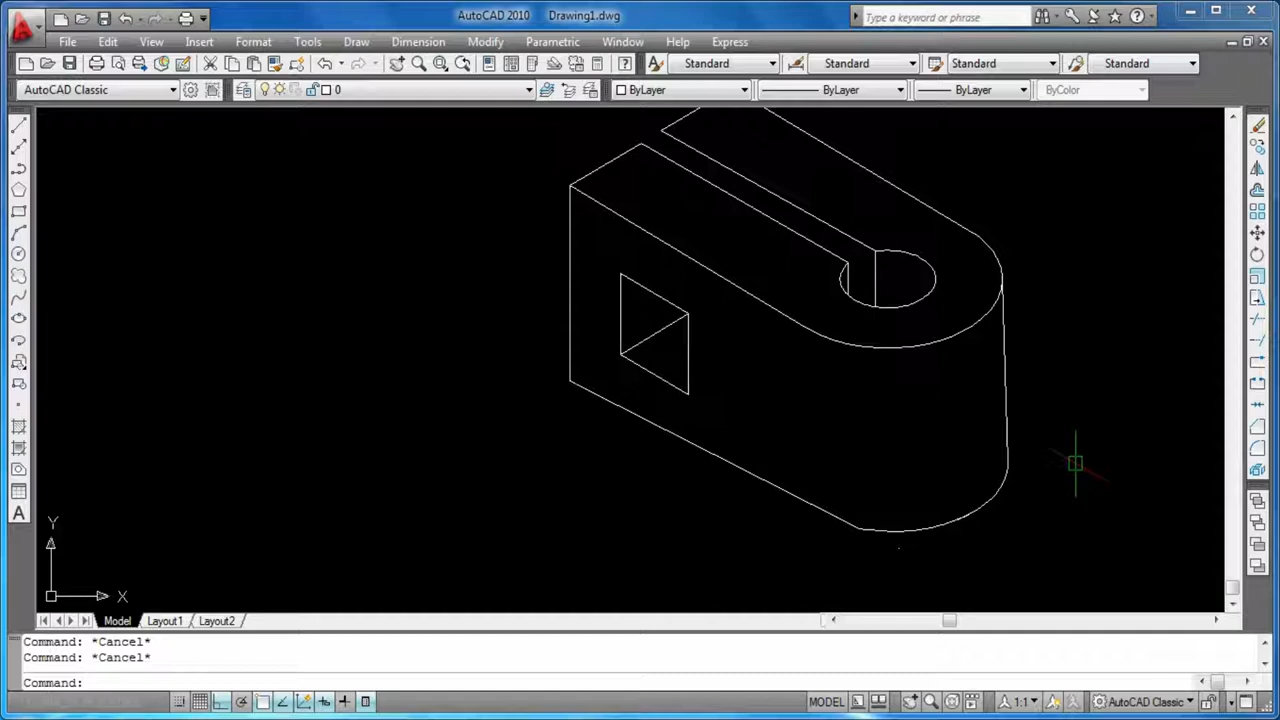 AutoCAD 2010 Drawing1.dwg Type a keyword or phrase
File Edit View Insert Format Tools Draw Dimension Modify Parametric Window Help Express
Standard Standard Standard Standard
AutoCAD Classic 0 ByLayer ByLayer ByLayer ByColor
Y
X
Model Layout1 Layout2
Command: *Cancel*
Command: *Cancel*
Command:
MODEL 1:1 AutoCAD Classic
A